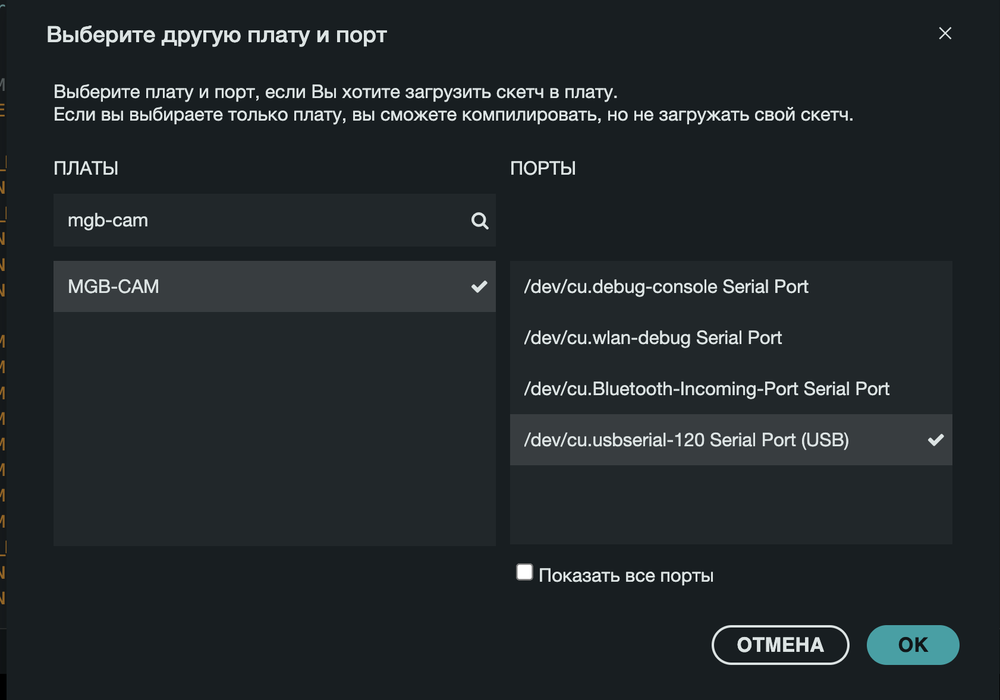 Выберите другую плату и порт
Выберите плату и порт, если Вы хотите загрузить скетч в плату.
Если вы выбираете только плату, вы сможете компилировать, но не загружать свой скетч.
ПЛАТЫ
mgb-cam
MGB-CAM
ПОРТЫ
/dev/cu.debug-console Serial Port
/dev/cu.wlan-debug Serial Port
/dev/cu.Bluetooth-Incoming-Port Serial Port
/dev/cu.usbserial-120 Serial Port (USB)
Показать все порты
ОТМЕНА
OK